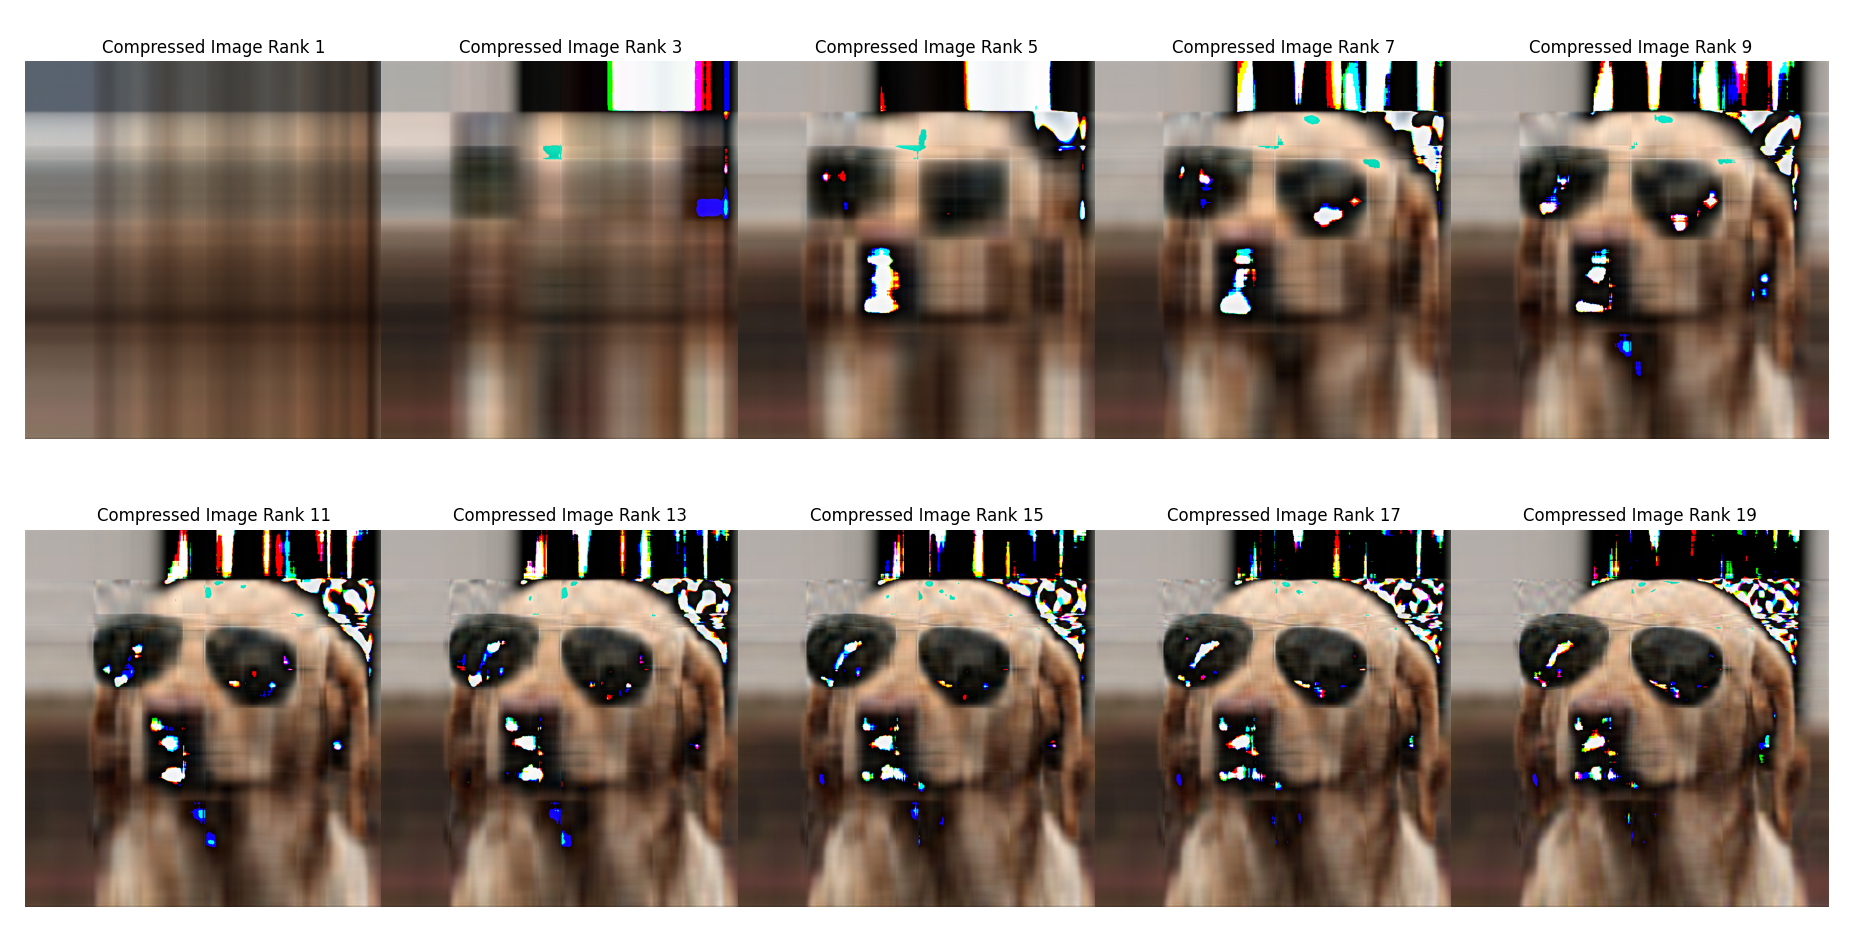 Compressed Image Rank 1
Compressed Image Rank 3
Compressed Image Rank 5
Compressed Image Rank 7
Compressed Image Rank 9
Compressed Image Rank 11
Compressed Image Rank 13
Compressed Image Rank 15
Compressed Image Rank 17
Compressed Image Rank 19